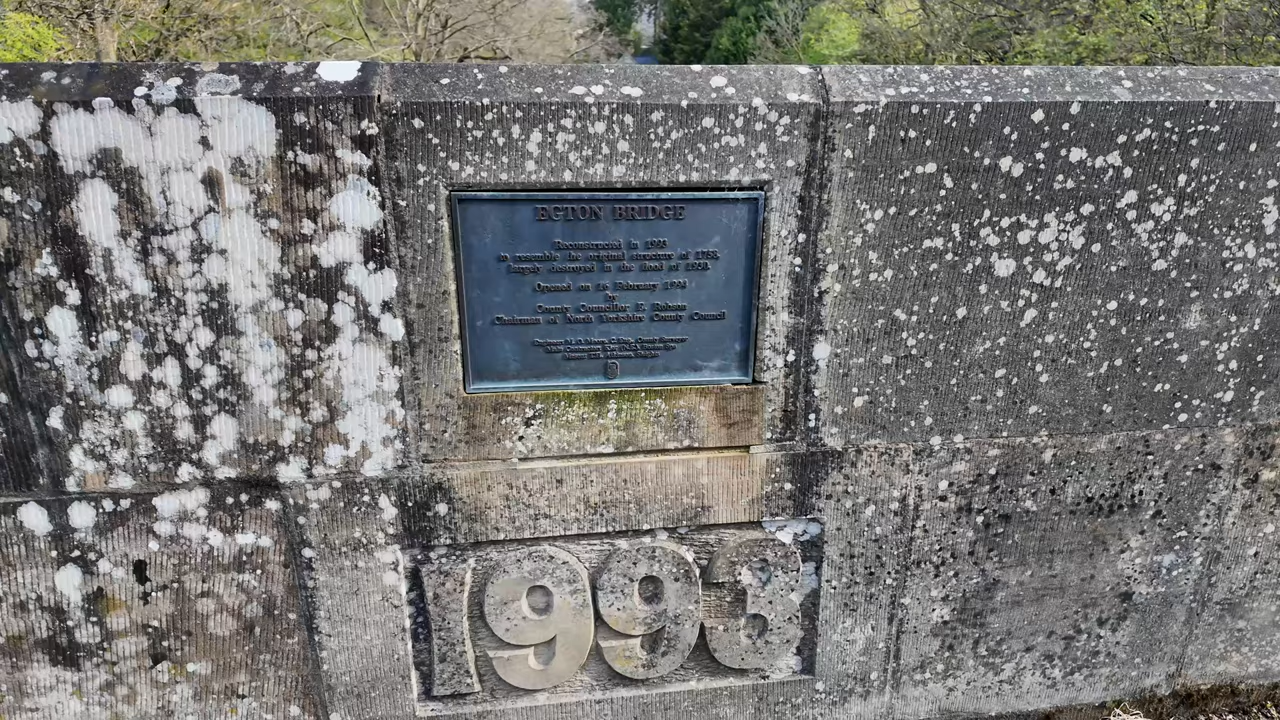 EGTON BRIDGE
Reconstructed in 1993
to resemble the original structure of 1758,
largely destroyed in the flood of 1930.
Opened on 16 February 1994
by
County Councillor F. Robson
Chairman of North Yorkshire County Council
1993